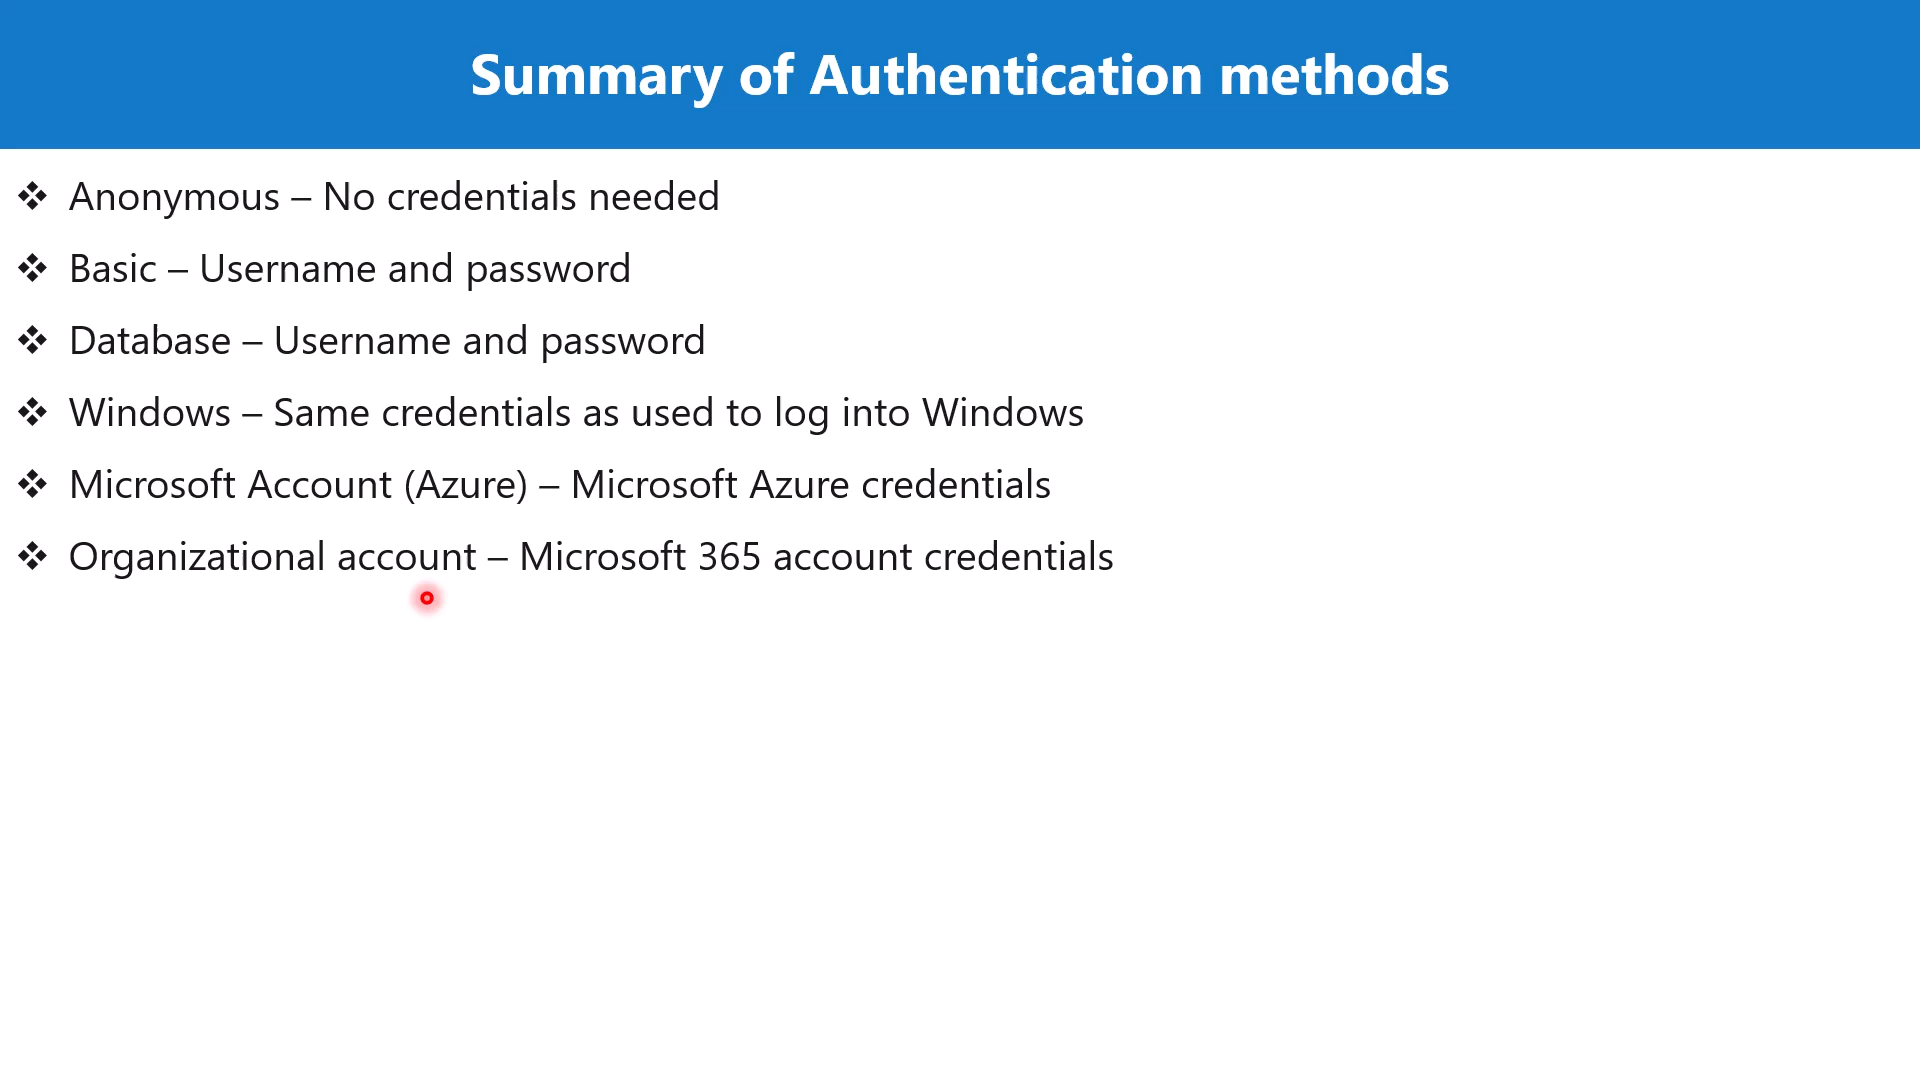 Summary of Authentication methods
❖ Anonymous – No credentials needed
❖ Basic – Username and password
❖ Database – Username and password
❖ Windows – Same credentials as used to log into Windows
❖ Microsoft Account (Azure) – Microsoft Azure credentials
❖ Organizational account – Microsoft 365 account credentials